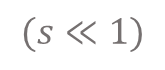 (s ≪ 1)